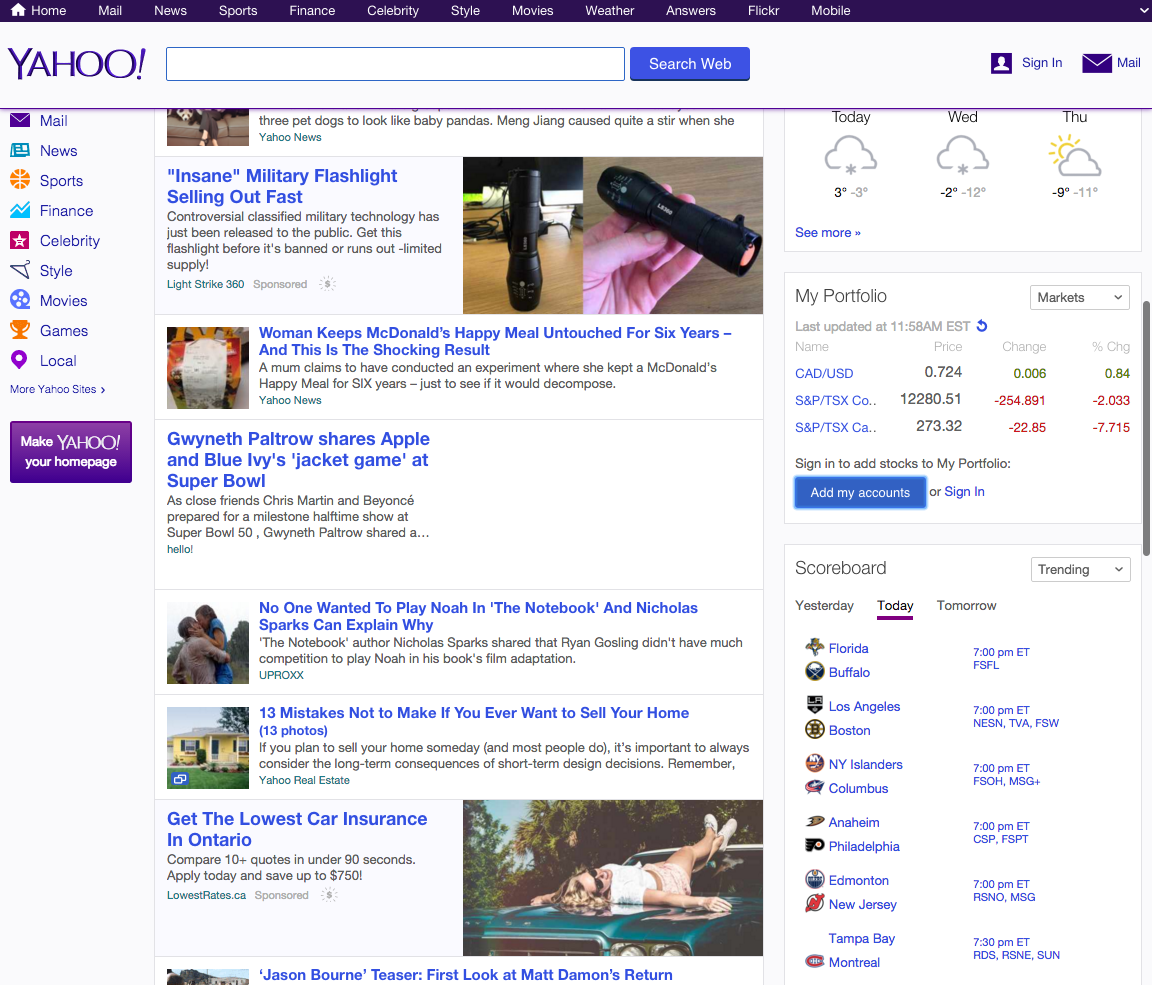 Home Mail News Sports Finance Celebrity Style Movies Weather Answers Flickr Mobile
YAHOO!
Search Web
Sign In
Mail
Mail
News
Sports
Finance
Celebrity
Style
Movies
Games
Local
More Yahoo Sites >
Make YAHOO!
your homepage
three pet dogs to look like baby pandas. Meng Jiang caused quite a stir when she
Yahoo News
"Insane" Military Flashlight
Selling Out Fast
Controversial classified military technology has
just been released to the public. Get this
flashlight before it's banned or runs out -limited
supply!
Light Strike 360 Sponsored
Woman Keeps McDonald’s Happy Meal Untouched For Six Years –
And This Is The Shocking Result
A mum claims to have conducted an experiment where she kept a McDonald's
Happy Meal for SIX years – just to see if it would decompose.
Yahoo News
Gwyneth Paltrow shares Apple
and Blue Ivy's 'jacket game' at
Super Bowl
As close friends Chris Martin and Beyoncé
prepared for a milestone halftime show at
Super Bowl 50 , Gwyneth Paltrow shared a…
hello!
No One Wanted To Play Noah In 'The Notebook' And Nicholas
Sparks Can Explain Why
'The Notebook' author Nicholas Sparks shared that Ryan Gosling didn't have much
competition to play Noah in his book's film adaptation.
UPROXX
13 Mistakes Not to Make If You Ever Want to Sell Your Home
(13 photos)
If you plan to sell your home someday (and most people do), it’s important to always
consider the long-term consequences of short-term design decisions. Remember,
Yahoo Real Estate
Get The Lowest Car Insurance
In Ontario
Compare 10+ quotes in under 90 seconds.
Apply today and save up to $750!
LowestRates.ca Sponsored
‘Jason Bourne’ Teaser: First Look at Matt Damon’s Return
Today Wed Thu
3° -3° -2° -12° -9° -11°
See more »
My Portfolio
Markets
Last updated at 11:58AM EST
Name Price Change % Chg
CAD/USD 0.724 0.006 0.84
S&P/TSX Co.. 12280.51 -254.891 -2.033
S&P/TSX Ca.. 273.32 -22.85 -7.715
Sign in to add stocks to My Portfolio:
Add my accounts or Sign In
Scoreboard
Trending
Yesterday Today Tomorrow
Florida
Buffalo
7:00 pm ET
FSFL
Los Angeles
Boston
7:00 pm ET
NESN, TVA, FSW
NY Islanders
Columbus
7:00 pm ET
FSOH, MSG+
Anaheim
Philadelphia
7:00 pm ET
CSP, FSPT
Edmonton
New Jersey
7:00 pm ET
RSNO, MSG
Tampa Bay
Montreal
7:30 pm ET
RDS, RSNE, SUN